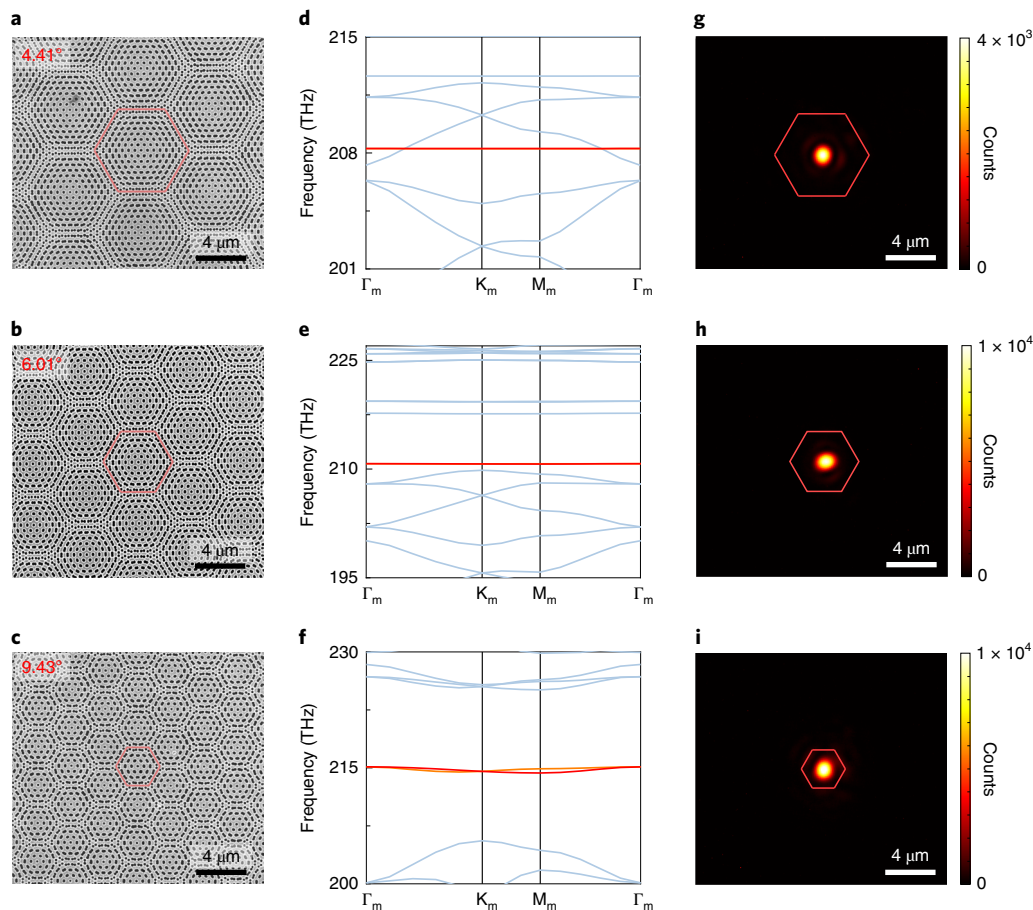 a
4.41°
4 μm
d
Frequency (THz)
215
208
201
Γm
Km
Mm
Γm
g
4 μm
4 × 10³
0
Counts
b
6.01°
4 μm
e
Frequency (THz)
225
210
195
Γm
Km
Mm
Γm
h
4 μm
1 × 10⁴
0
Counts
c
9.43°
4 μm
f
Frequency (THz)
230
215
200
Γm
Km
Mm
Γm
i
4 μm
1 × 10⁴
0
Counts